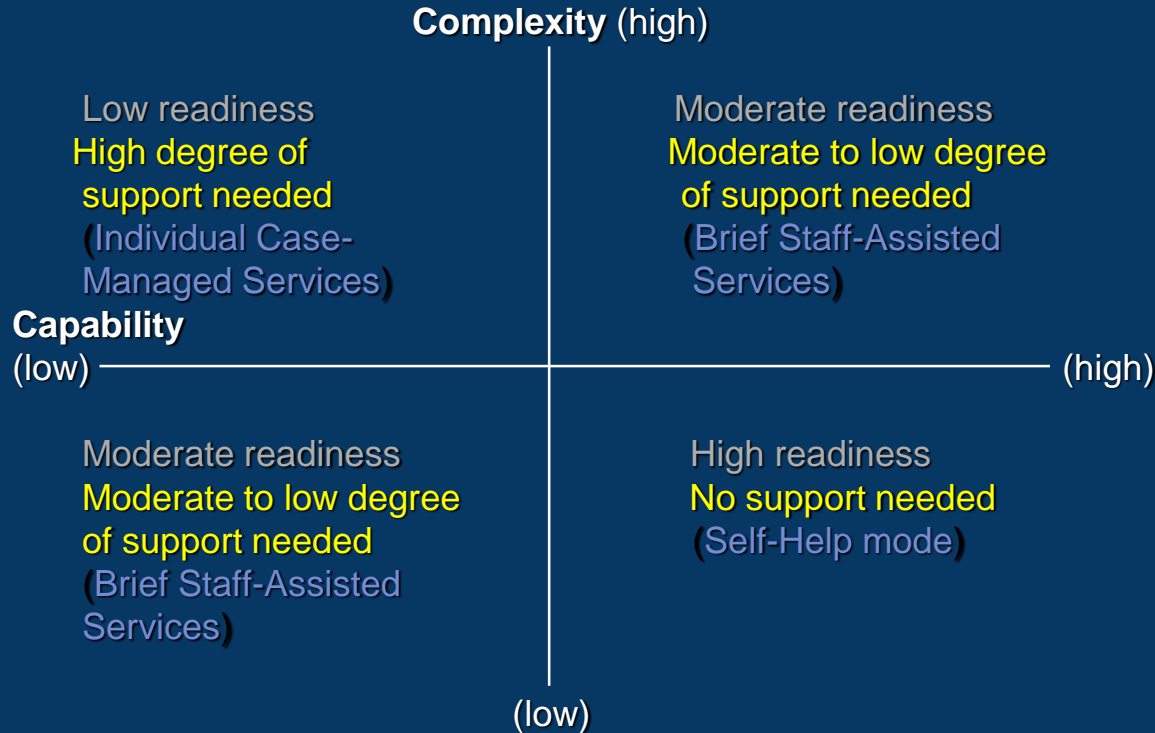 Complexity (high)
Low readiness
High degree of
support needed
(Individual Case-
Managed Services)
Moderate readiness
Moderate to low degree
of support needed
(Brief Staff-Assisted
Services)
Capability
(low)
(high)
Moderate readiness
Moderate to low degree
of support needed
(Brief Staff-Assisted
Services)
High readiness
No support needed
(Self-Help mode)
(low)